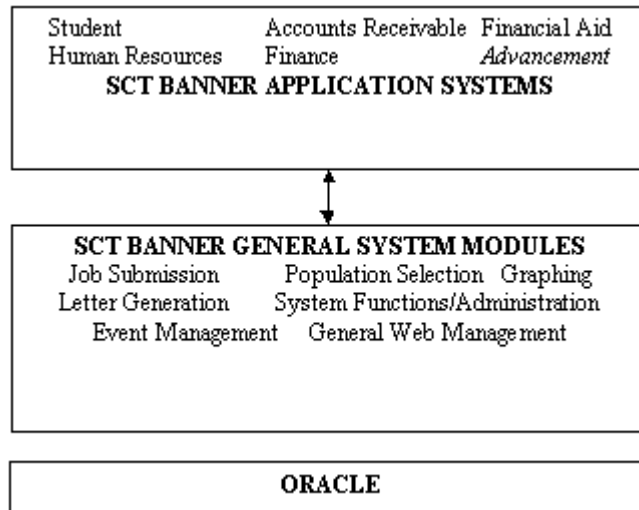 Student Accounts Receivable Financial Aid
Human Resources Finance Advancement
SCT BANNER APPLICATION SYSTEMS
SCT BANNER GENERAL SYSTEM MODULES
Job Submission Population Selection Graphing
Letter Generation System Functions/Administration
Event Management General Web Management
ORACLE